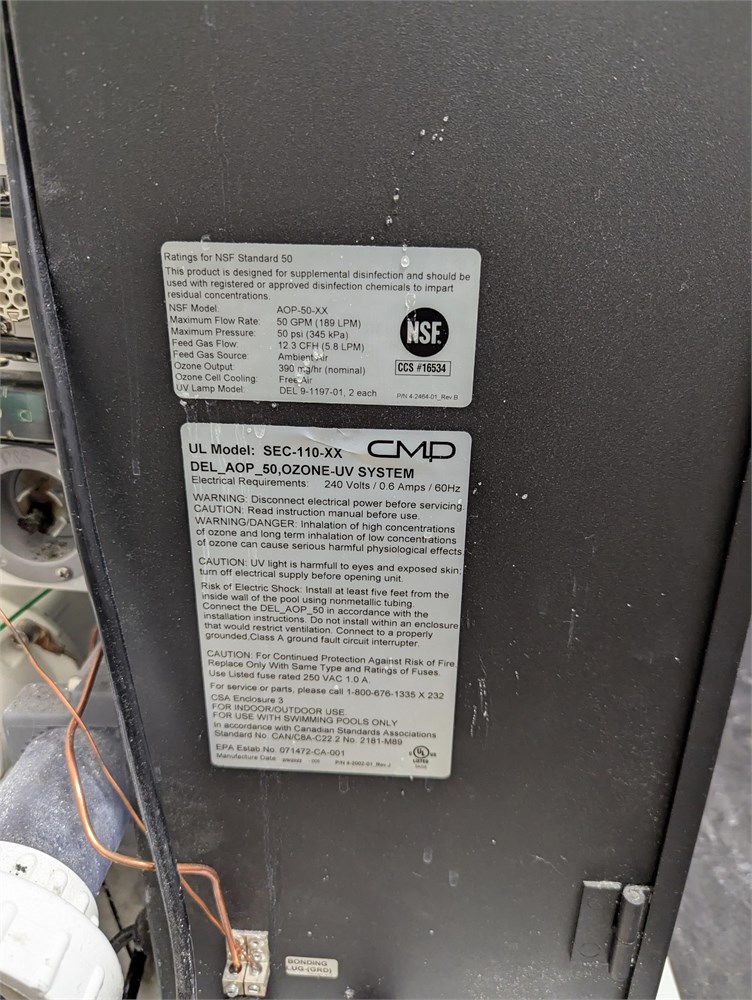 Ratings for NSF Standard 50
This product is designed for supplemental disinfection and should be
used with registered or approved disinfection chemicals to impart
residual concentrations.
NSF Model: AOP-50-XX
Maximum Flow Rate: 50 GPM (189 LPM)
Maximum Pressure: 50 psi (345 kPa)
Feed Gas Flow: 12.3 CFH (5.8 LPM)
Feed Gas Source: Ambient Air
Ozone Output: 390 mg/hr (nominal)
Ozone Cell Cooling: Free Air
UV Lamp Model: DEL 9-1197-01, 2 each
NSF.
CCS #16534
P/N 4-2464-01_Rev B
UL Model: SEC-110-XX CMP
DEL_AOP_50,OZONE-UV SYSTEM
Electrical Requirements: 240 Volts / 0.6 Amps / 60Hz
WARNING: Disconnect electrical power before servicing.
CAUTION: Read instruction manual before use.
WARNING/DANGER: Inhalation of high concentrations
of ozone and long term inhalation of low concentrations
of ozone can cause serious harmful physiological effects.
CAUTION: UV light is harmful to eyes and exposed skin;
turn off electrical supply before opening unit.
Risk of Electric Shock: Install at least five feet from the
inside wall of the pool using nonmetallic tubing.
Connect the DEL_AOP_50 in accordance with the
installation instructions. Do not install within an enclosure
that would restrict ventilation. Connect to a properly
grounded,Class A ground fault circuit interrupter.
CAUTION: For Continued Protection Against Risk of Fire
Replace Only With Same Type and Ratings of Fuses.
Use Listed fuse rated 250 VAC 1.0 A
For service or parts, please call 1-800-676-1335 X 232
CSA Enclosure 3
FOR INDOOR/OUTDOOR USE.
FOR USE WITH SWIMMING POOLS ONLY
In accordance with Canadian Standards Associations
Standard No. CAN/C8A-C22.2 No. 2181-M89
EPA Estab.No. 071472-CA-001
Manufacture Date:
C UL US
LISTED
BONDING
LUG (GRD)